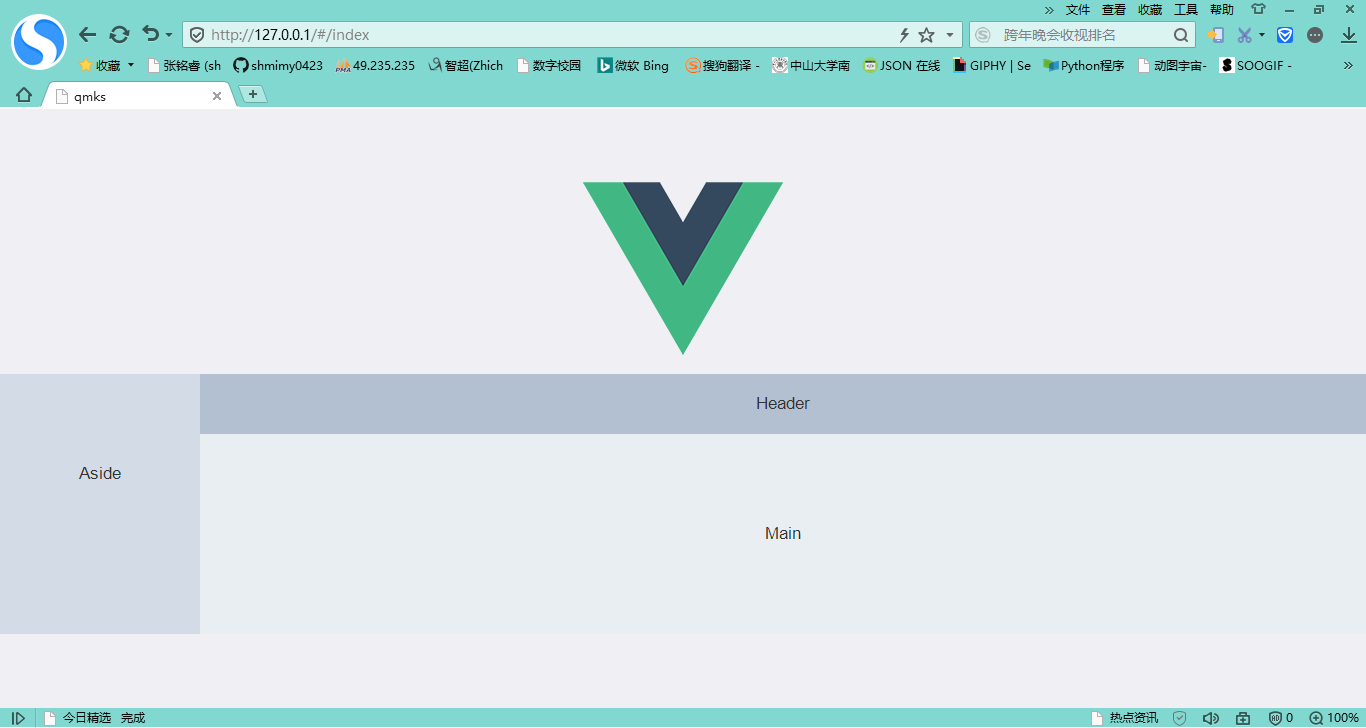 » 文件 查看 收藏 工具 帮助
http://127.0.0.1/#/index 跨年晚会收视排名
收藏 张铭睿 (sh shmimy0423 PMA 49.235.235 智超(Zhich 数字校园 微软 Bing 搜狗翻译 - 中山大学南 JSON 在线 GIPHY | Se Python程序 动图宇宙- SOOGIF - »
qmks
Header
Aside
Main
今日精选 完成 热点资讯 0 100%